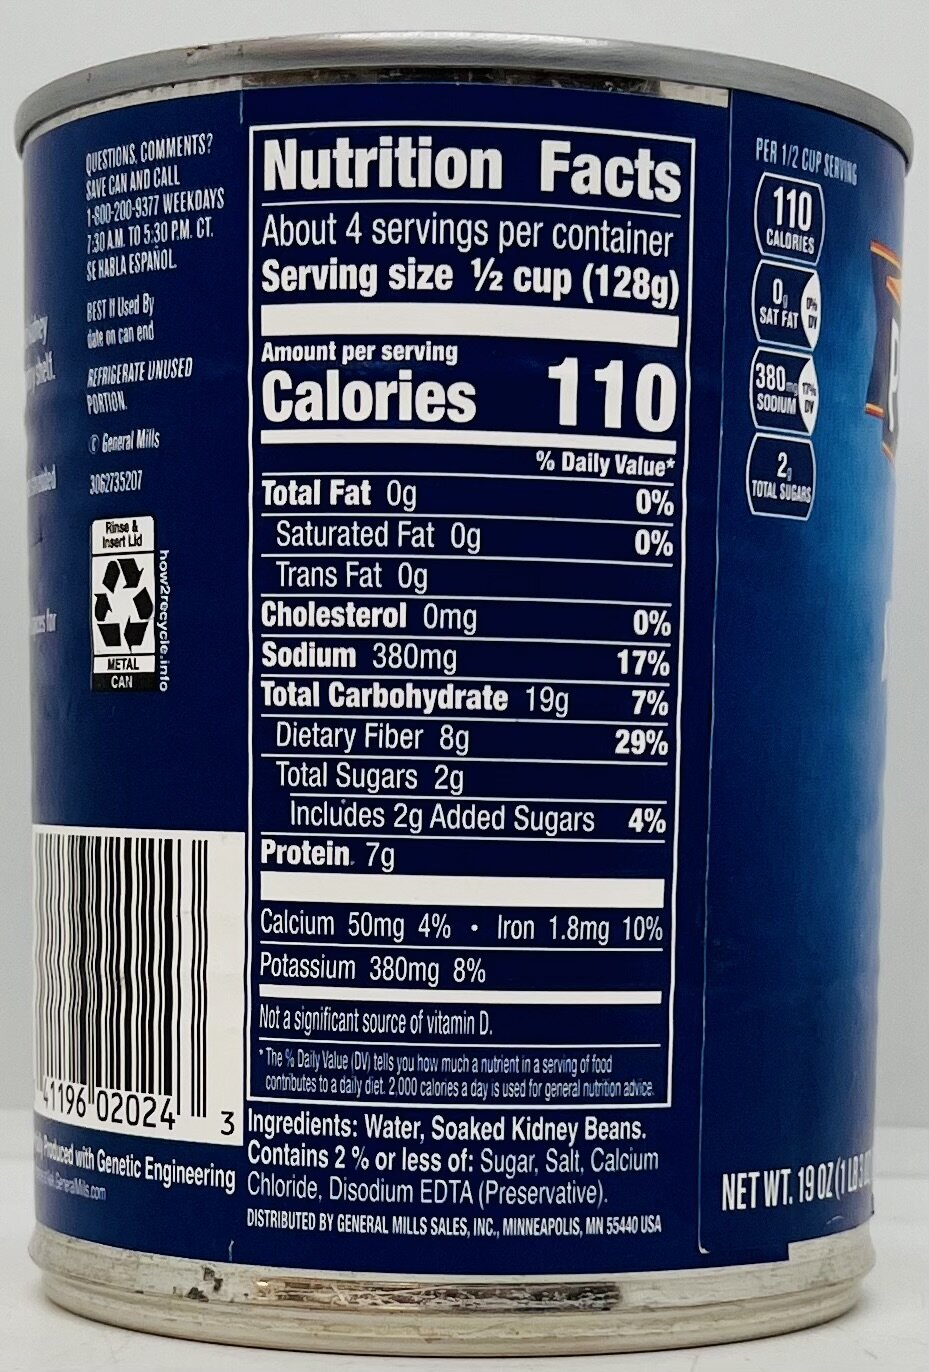 QUESTIONS, COMMENTS?
SAVE CAN AND CALL
1-800-200-9377 WEEKDAYS
7:30 A.M. TO 5:30 P.M. CT.
SE HABLA ESPAÑOL.
BEST If Used By
date on can end
REFRIGERATE UNUSED
PORTION.
© General Mills
3062735207
Rinse &
Insert Lid
how2recycle.info
METAL
CAN
41196 02024 3
Produced with Genetic Engineering
GeneralMills.com
Nutrition Facts
About 4 servings per container
Serving size ½ cup (128g)
Amount per serving
Calories 110
% Daily Value*
Total Fat 0g 0%
Saturated Fat 0g 0%
Trans Fat 0g
Cholesterol 0mg 0%
Sodium 380mg 17%
Total Carbohydrate 19g 7%
Dietary Fiber 8g 29%
Total Sugars 2g
Includes 2g Added Sugars 4%
Protein 7g
Calcium 50mg 4% • Iron 1.8mg 10%
Potassium 380mg 8%
Not a significant source of vitamin D.
* The % Daily Value (DV) tells you how much a nutrient in a serving of food
contributes to a daily diet. 2,000 calories a day is used for general nutrition advice.
Ingredients: Water, Soaked Kidney Beans.
Contains 2 % or less of: Sugar, Salt, Calcium
Chloride, Disodium EDTA (Preservative).
DISTRIBUTED BY GENERAL MILLS SALES, INC., MINNEAPOLIS, MN 55440 USA
PER 1/2 CUP SERVING
110
CALORIES
0g
SAT FAT
0%
DV
380mg
SODIUM
17%
DV
2g
TOTAL SUGARS
NET WT. 19 OZ (1 LB 3